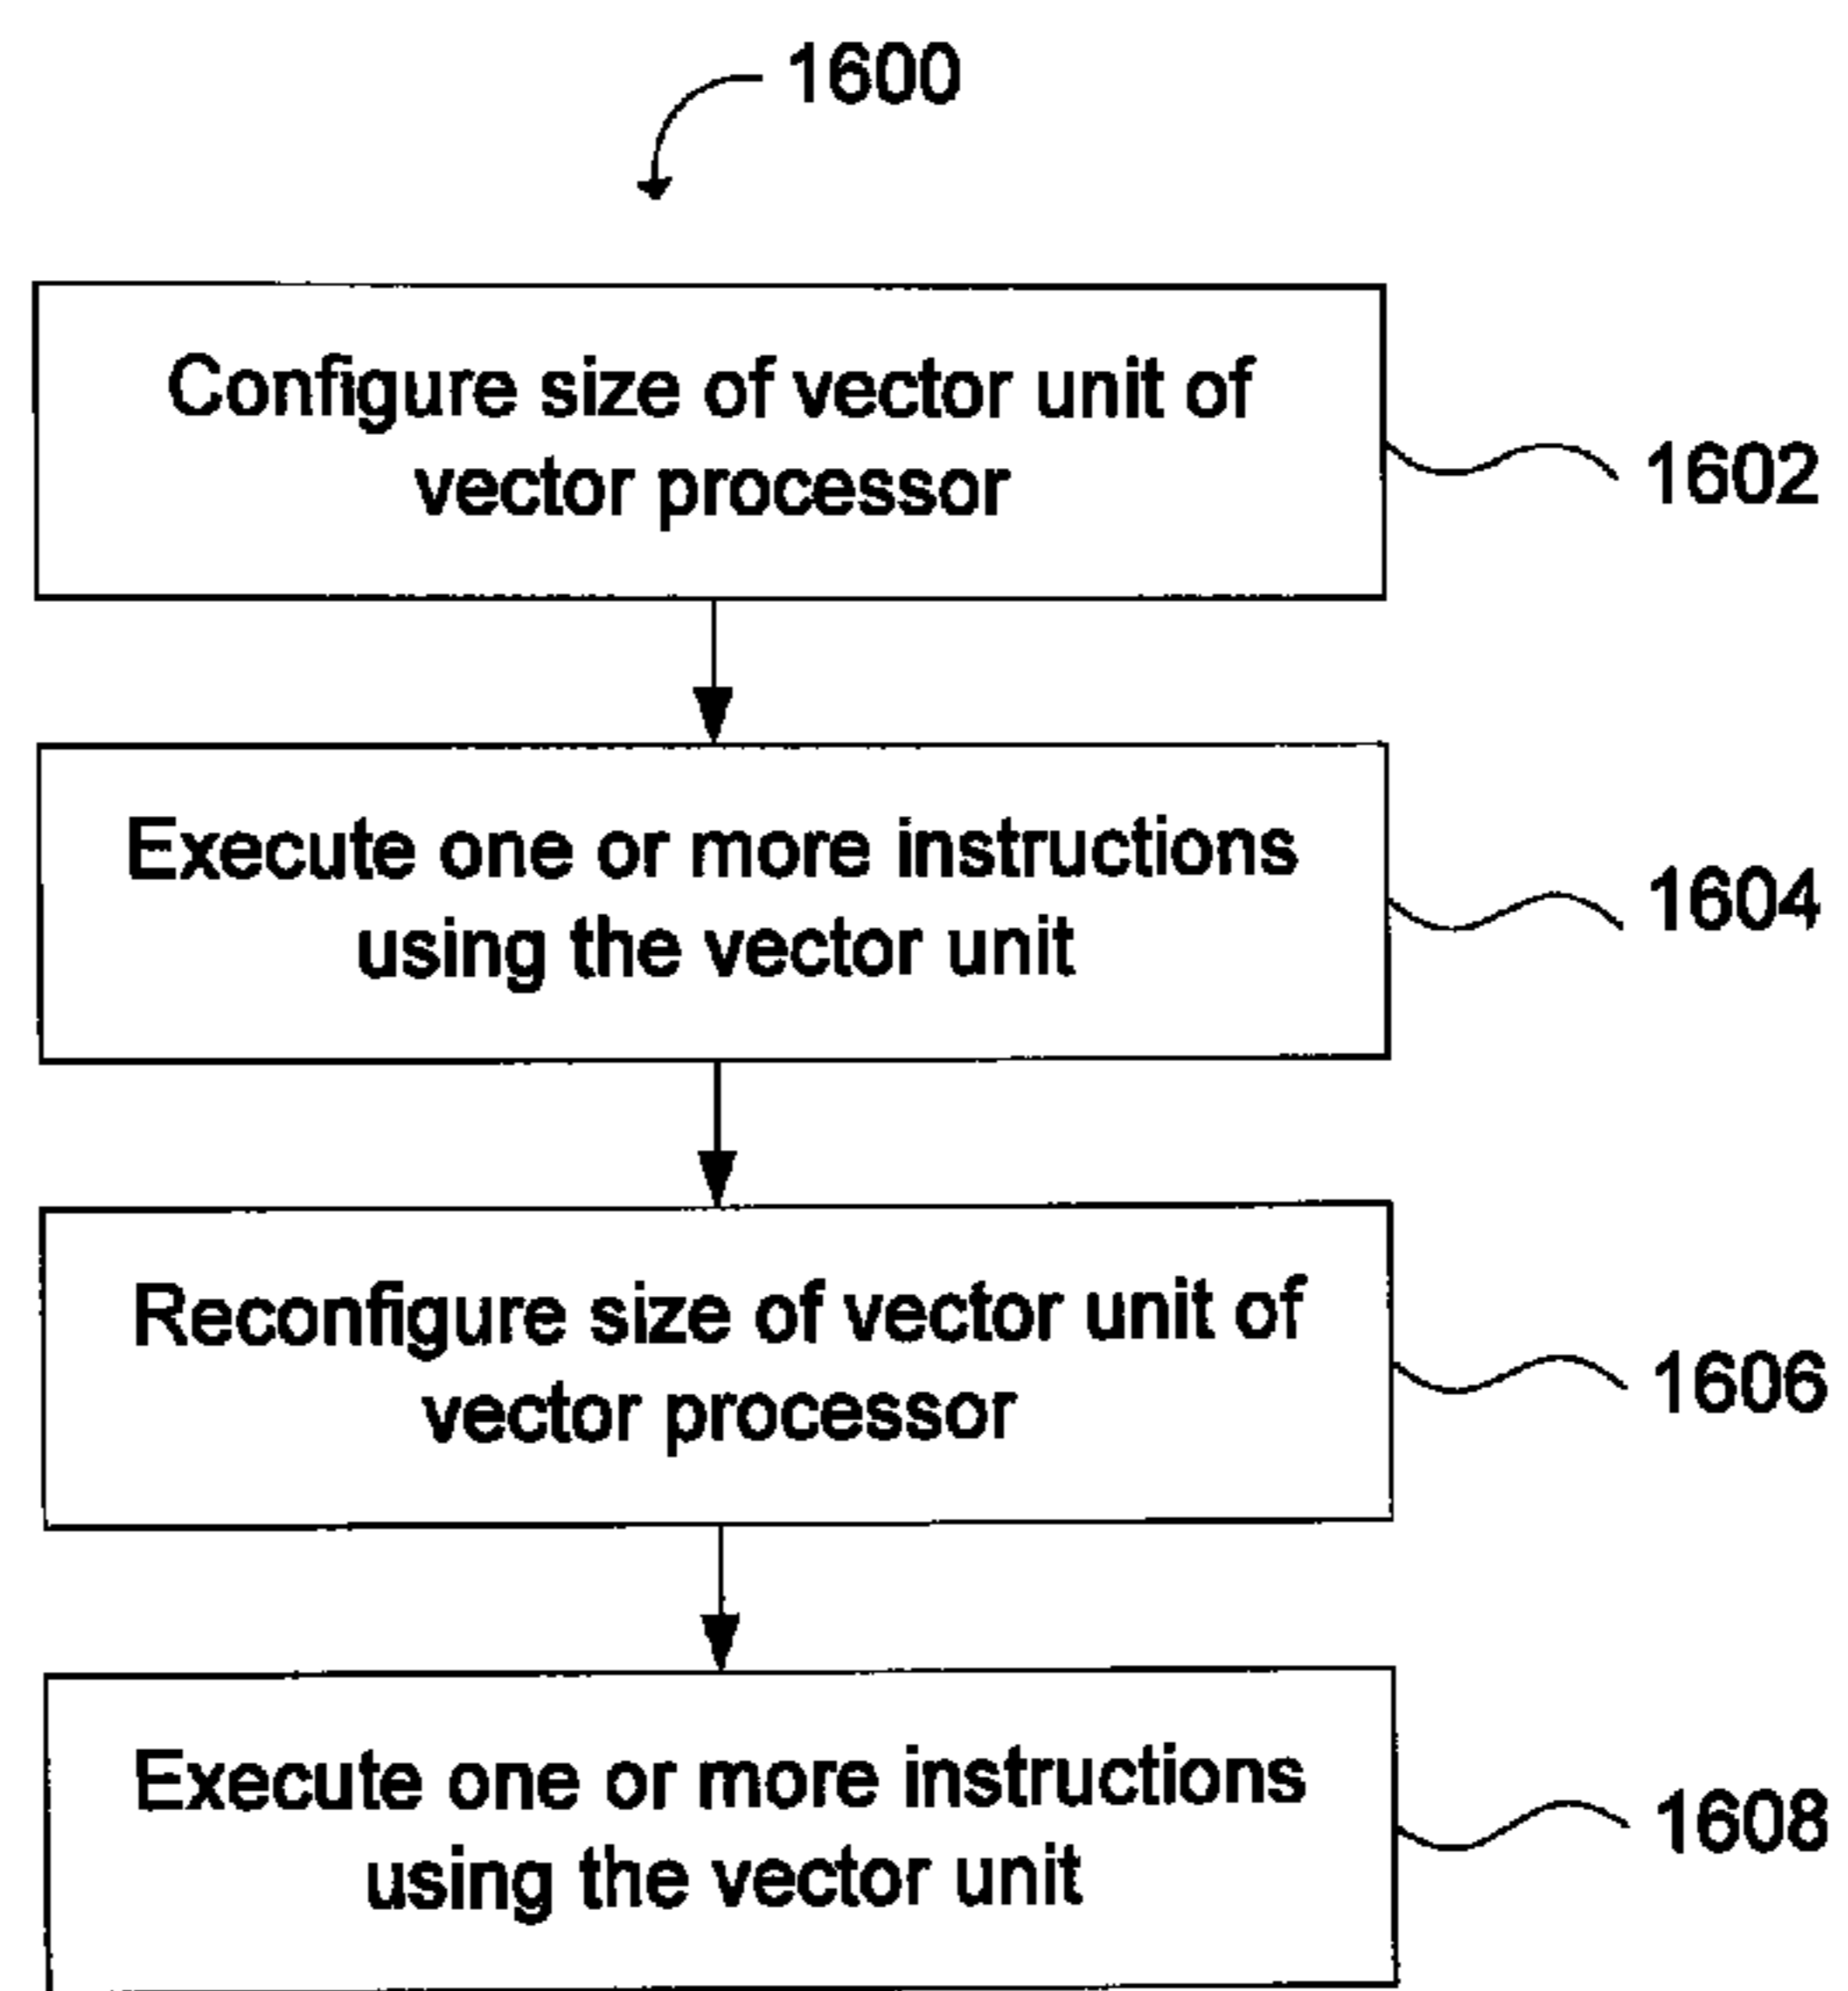 1600
Configure size of vector unit of
vector processor
1602
Execute one or more instructions
using the vector unit
1604
Reconfigure size of vector unit of
vector processor
1606
Execute one or more instructions
using the vector unit
1608